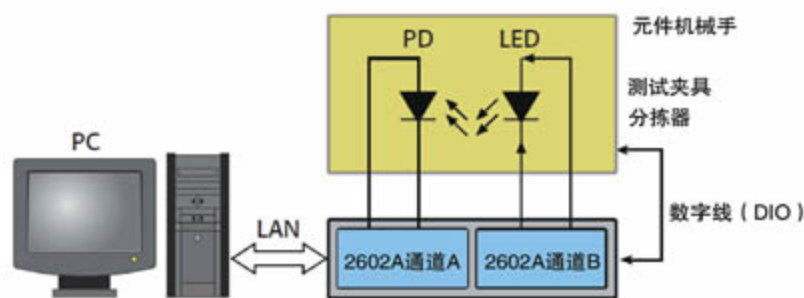 元件机械手
PD
LED
测试夹具
分拣器
PC
数字线（DIO）
LAN
2602A通道A
2602A通道B